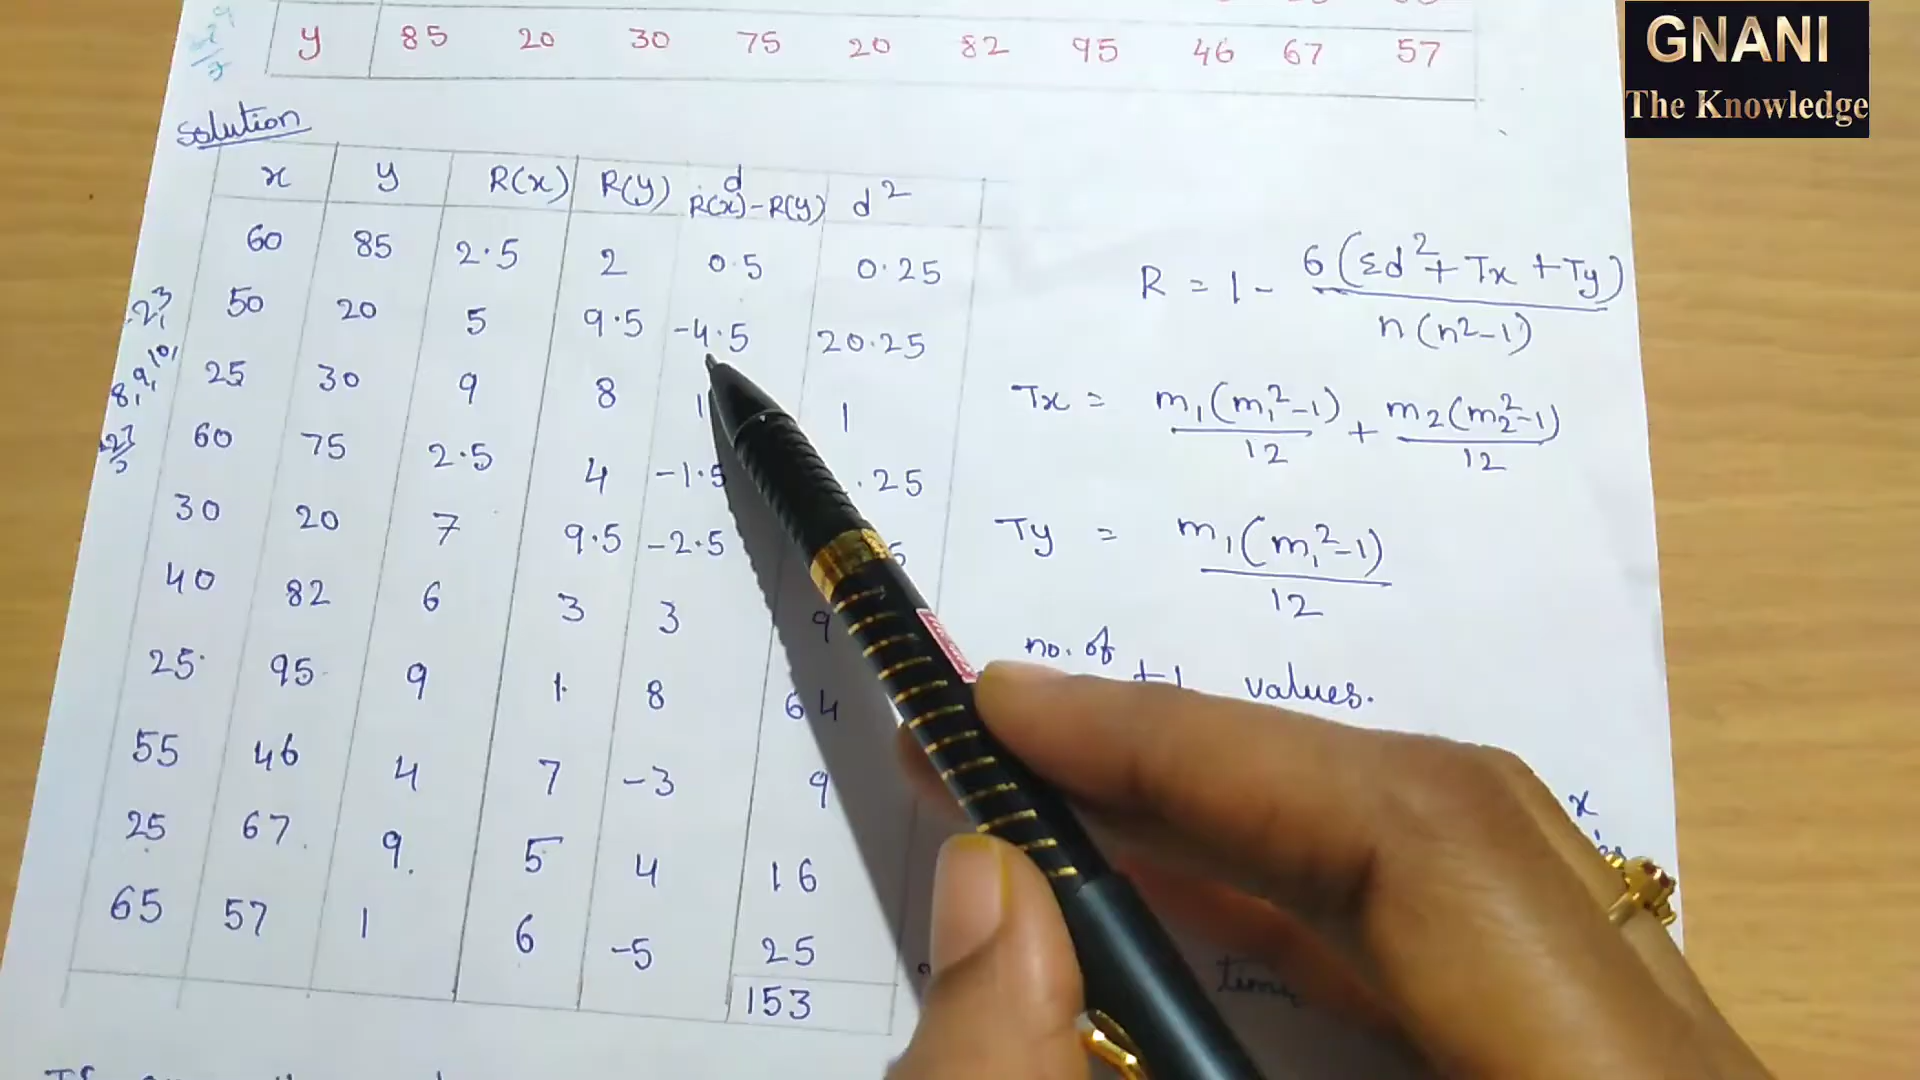 GNANI
The Knowledge
y 85 20 30 75 20 82 95 46 67 57
Solution
x y R(x) R(y) d R(x)-R(y) d²
60 85 2.5 2 0.5 0.25
50 20 5 9.5 -4.5 20.25
25 30 9 8 1 1
60 75 2.5 4 -1.5 .25
30 20 7 9.5 -2.5 5
40 82 6 3 3 9
25 95 9 1 8 64
55 46 4 7 -3 9
25 67 9 5 4 16
65 57 1 6 -5 25
153
R = 1 - 6(Σd²+Tx+Ty) / n(n²-1)
Tx = m₁(m₁²-1)/12 + m₂(m₂²-1)/12
Ty = m₁(m₁²-1)/12
no. of
values.
x